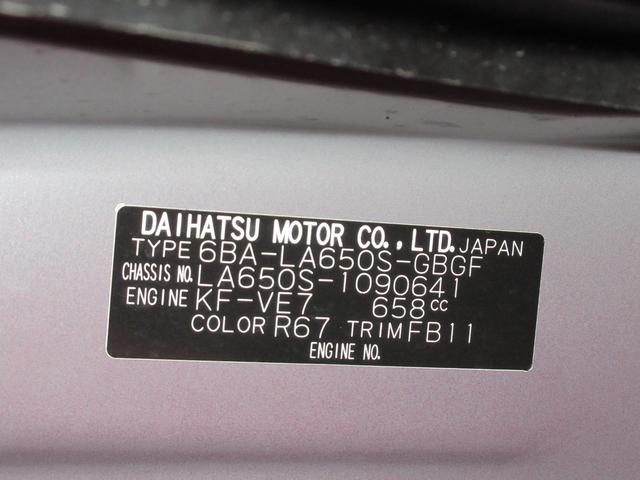 DAIHATSU MOTOR CO.,LTD. JAPAN
TYPE 6BA-LA650S-GBGF
CHASSIS NO. LA650S-1090641
ENGINE KF-VE7 658cc
COLOR R67 TRIM FB11
ENGINE NO.